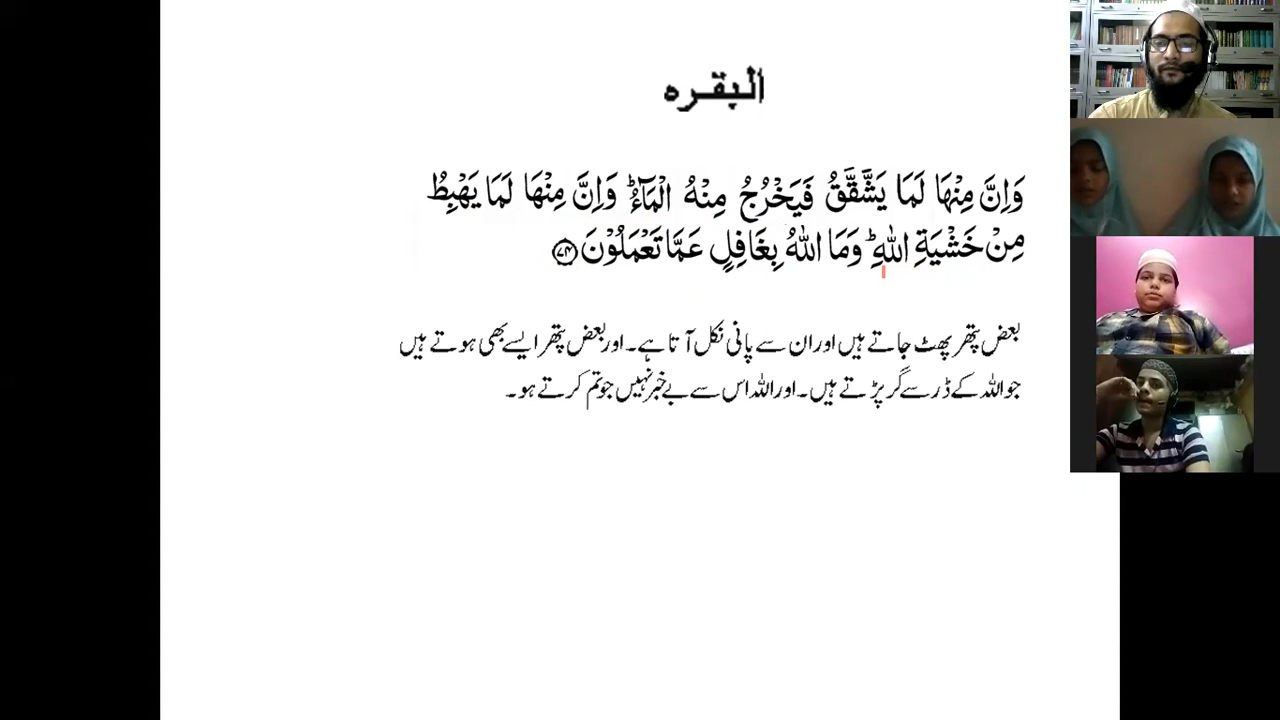 البقره
وَاِنَّ مِنْهَا لَمَا يَشَّقَّقُ فَيَخْرُجُ مِنْهُ الْمَآءُ ؕ وَاِنَّ مِنْهَا لَمَا يَهْبِطُ
مِنْ خَشْيَةِ اللّٰهِ ؕ وَمَا اللّٰهُ بِغَافِلٍ عَمَّا تَعْمَلُوْنَ ﴿۷۴﴾
بعض پتھر پھٹ جاتے ہیں اور ان سے پانی نکل آتا ہے۔ اور بعض پتھر ایسے بھی ہوتے ہیں
جو اللہ کے ڈر سے گر پڑتے ہیں۔ اور اللہ اس سے بے خبر نہیں جو تم کرتے ہو۔